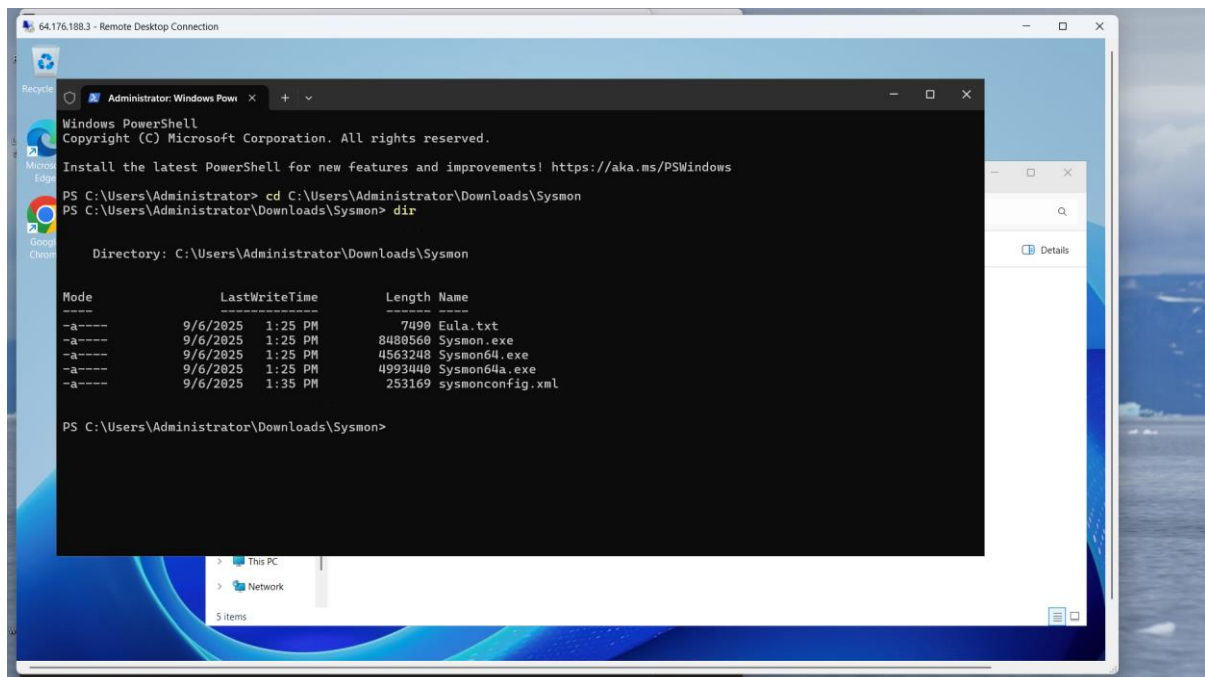 64.176.188.3 - Remote Desktop Connection
Recycle
Administrator: Windows Powe
Windows PowerShell
Copyright (C) Microsoft Corporation. All rights reserved.
Install the latest PowerShell for new features and improvements! https://aka.ms/PSWindows
PS C:\Users\Administrator> cd C:\Users\Administrator\Downloads\Sysmon
PS C:\Users\Administrator\Downloads\Sysmon> dir
Directory: C:\Users\Administrator\Downloads\Sysmon
Mode LastWriteTime Length Name
---- ------------- ------ ----
-a---- 9/6/2025 1:25 PM 7490 Eula.txt
-a---- 9/6/2025 1:25 PM 8480560 Sysmon.exe
-a---- 9/6/2025 1:25 PM 4563248 Sysmon64.exe
-a---- 9/6/2025 1:25 PM 4993440 Sysmon64a.exe
-a---- 9/6/2025 1:35 PM 253169 sysmonconfig.xml
PS C:\Users\Administrator\Downloads\Sysmon>
Edge
Chrom
Details
This PC
Network
5 items